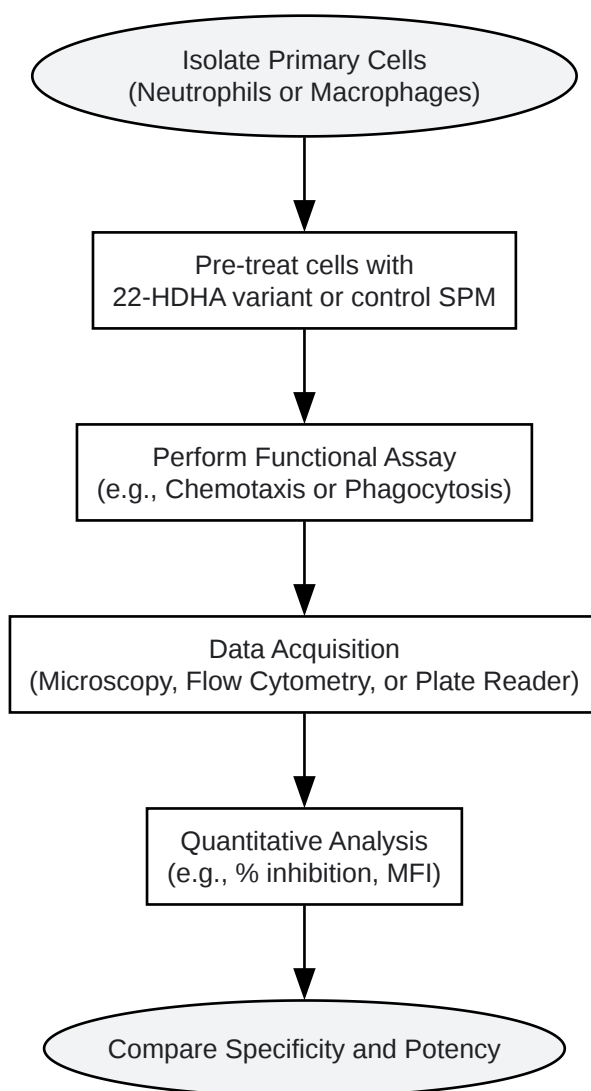 Isolate Primary Cells
(Neutrophils or Macrophages)
Pre-treat cells with
22-HDHA variant or control SPM
Perform Functional Assay
(e.g., Chemotaxis or Phagocytosis)
Data Acquisition
(Microscopy, Flow Cytometry, or Plate Reader)
Quantitative Analysis
(e.g., % inhibition, MFI)
Compare Specificity and Potency